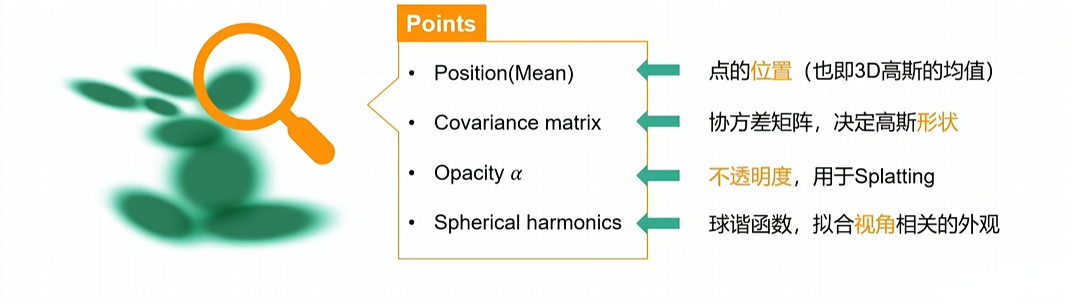 Points
• Position(Mean)
点的位置（也即3D高斯的均值）
• Covariance matrix
协方差矩阵，决定高斯形状
• Opacity α
不透明度，用于Splatting
• Spherical harmonics
球谐函数，拟合视角相关的外观